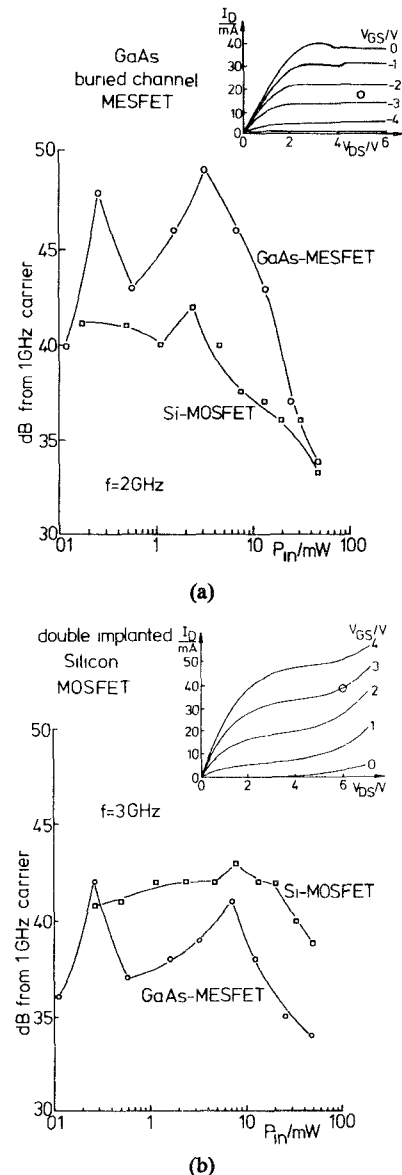 GaAs
buried channel
MESFET
I_D
mA
V_GS/V
40
0
30
-1
20
-2
-3
10
-4
0
0
2
4
V_DS/V
6
50
45
40
35
30
dB from 1GHz carrier
GaAs-MESFET
Si-MOSFET
f=2GHz
01
1
10
100
P_in/mW
(a)
double implanted
Silicon
MOSFET
I_D
mA
V_GS/V
4
50
3
40
30
2
20
1
10
0
0
0
2
4
6
V_DS/V
f=3GHz
45
40
35
30
dB from 1GHz carrier
Si-MOSFET
GaAs-MESFET
0.1
1
10
100
P_in/mW
(b)